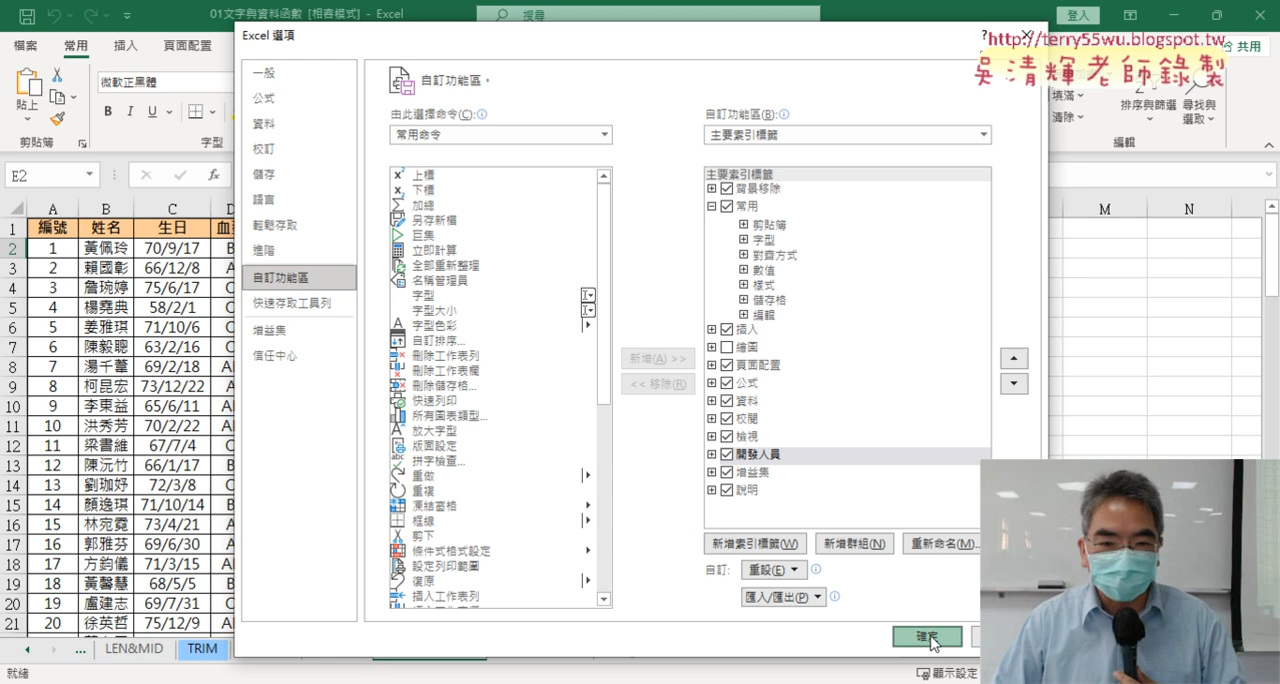 01文字與資料函數 [相容模式] - Excel
搜尋
登入
Excel 選項
?
http://terry55wu.blogspot.tw
吳清輝老師錄製
檔案 常用 插入 頁面配置
共用
微軟正黑體
貼上
B I U
剪貼簿
字型
填滿
清除
排序與篩選 尋找與選取
編輯
E2
fx
A B C D M N
編號 姓名 生日
1 黃佩玲 70/9/17 B
2 賴國彰 66/12/8 A
3 詹琬婷 75/6/17
4 楊堯典 58/2/1
5 姜雅琪 71/10/6
6 陳毅聰 63/2/16
7 湯千葦 69/2/18
8 柯昆宏 73/12/22 A
9 李東益 65/6/11
10 洪秀芳 70/2/22
11 梁書維 67/7/4
12 陳沅竹 66/1/17 B
13 劉珈妤 72/3/8
14 顏逸琪 71/10/14 B
15 林宛霓 73/4/21 A
16 郭雅芬 69/6/30 A
17 方鈞儀 71/3/15
18 黃馨慧 68/5/5 B
19 盧建志 69/7/31
20 徐英哲 75/12/9
... LEN&MID TRIM
就緒
顯示設定
一般
公式
資料
校訂
儲存
語言
輕鬆存取
進階
自訂功能區
快速存取工具列
增益集
信任中心
自訂功能區。
由此選擇命令(C):
常用命令
上標
下標
加總
另存新檔
巨集
立即計算
全部重新整理
名稱管理員
字型
字型大小
字型色彩
自訂排序...
刪除工作表列
刪除工作表欄
刪除儲存格...
快速列印
所有圖表類型...
放大字型
版面設定
拼字檢查...
重做
重複
凍結窗格
框線
剪下
條件式格式設定
設定列印範圍
復原
插入工作表列
新增(A) >>
<< 移除(R)
自訂功能區(B):
主要索引標籤
主要索引標籤
背景移除
常用
剪貼簿
字型
對齊方式
數值
樣式
儲存格
編輯
插入
繪圖
頁面配置
公式
資料
校閱
檢視
開發人員
增益集
說明
新增索引標籤(W) 新增群組(N) 重新命名(M)...
自訂: 重設(E)
匯入/匯出(P)
確定